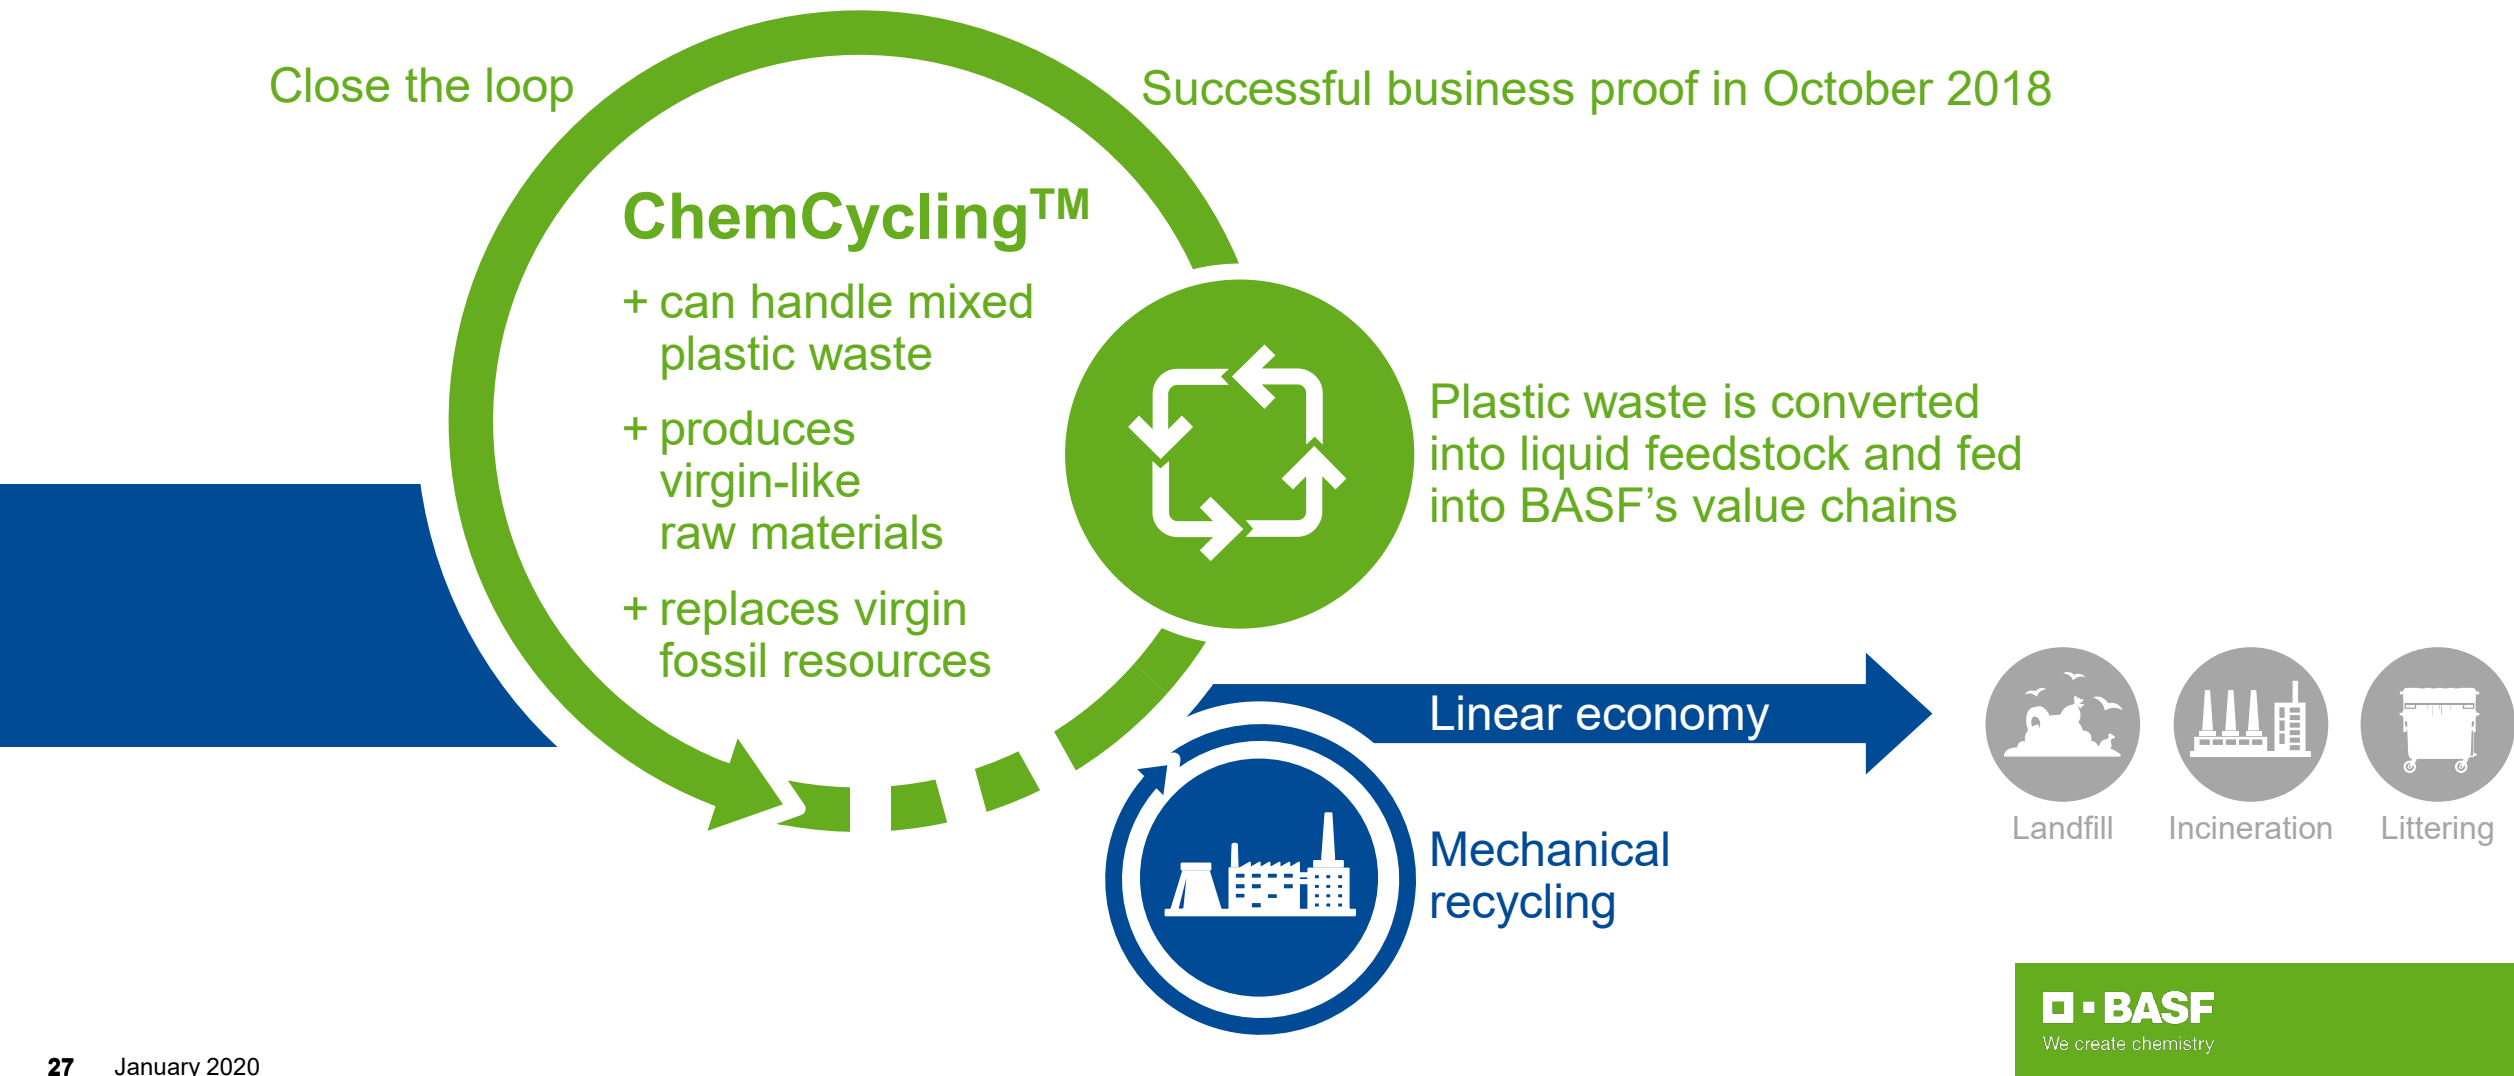 Close the loop
Successful business proof in October 2018
ChemCycling™
+ can handle mixed
plastic waste
+ produces
virgin-like
raw materials
+ replaces virgin
fossil resources
Plastic waste is converted
into liquid feedstock and fed
into BASF’s value chains
Linear economy
Landfill
Incineration
Littering
Mechanical
recycling
BASF
We create chemistry
27 January 2020